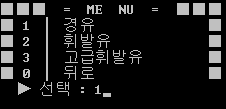 = ME NU =
1 | 경유
2 | 휘발유
3 | 고급휘발유
0 | 뒤로
▶ 선택 : 1_